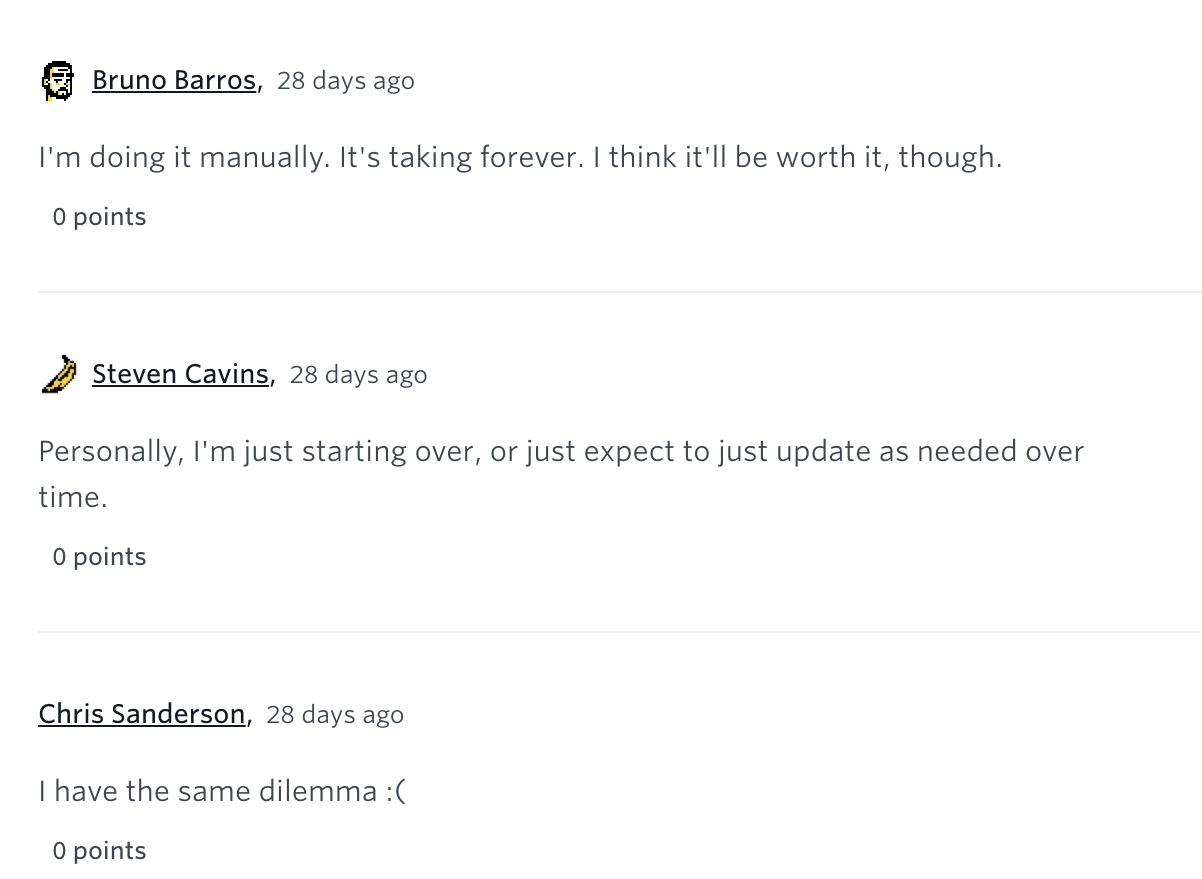 Bruno Barros, 28 days ago
I'm doing it manually. It's taking forever. I think it'll be worth it, though.
0 points
Steven Cavins, 28 days ago
Personally, I'm just starting over, or just expect to just update as needed over
time.
0 points
Chris Sanderson, 28 days ago
I have the same dilemma :(
0 points